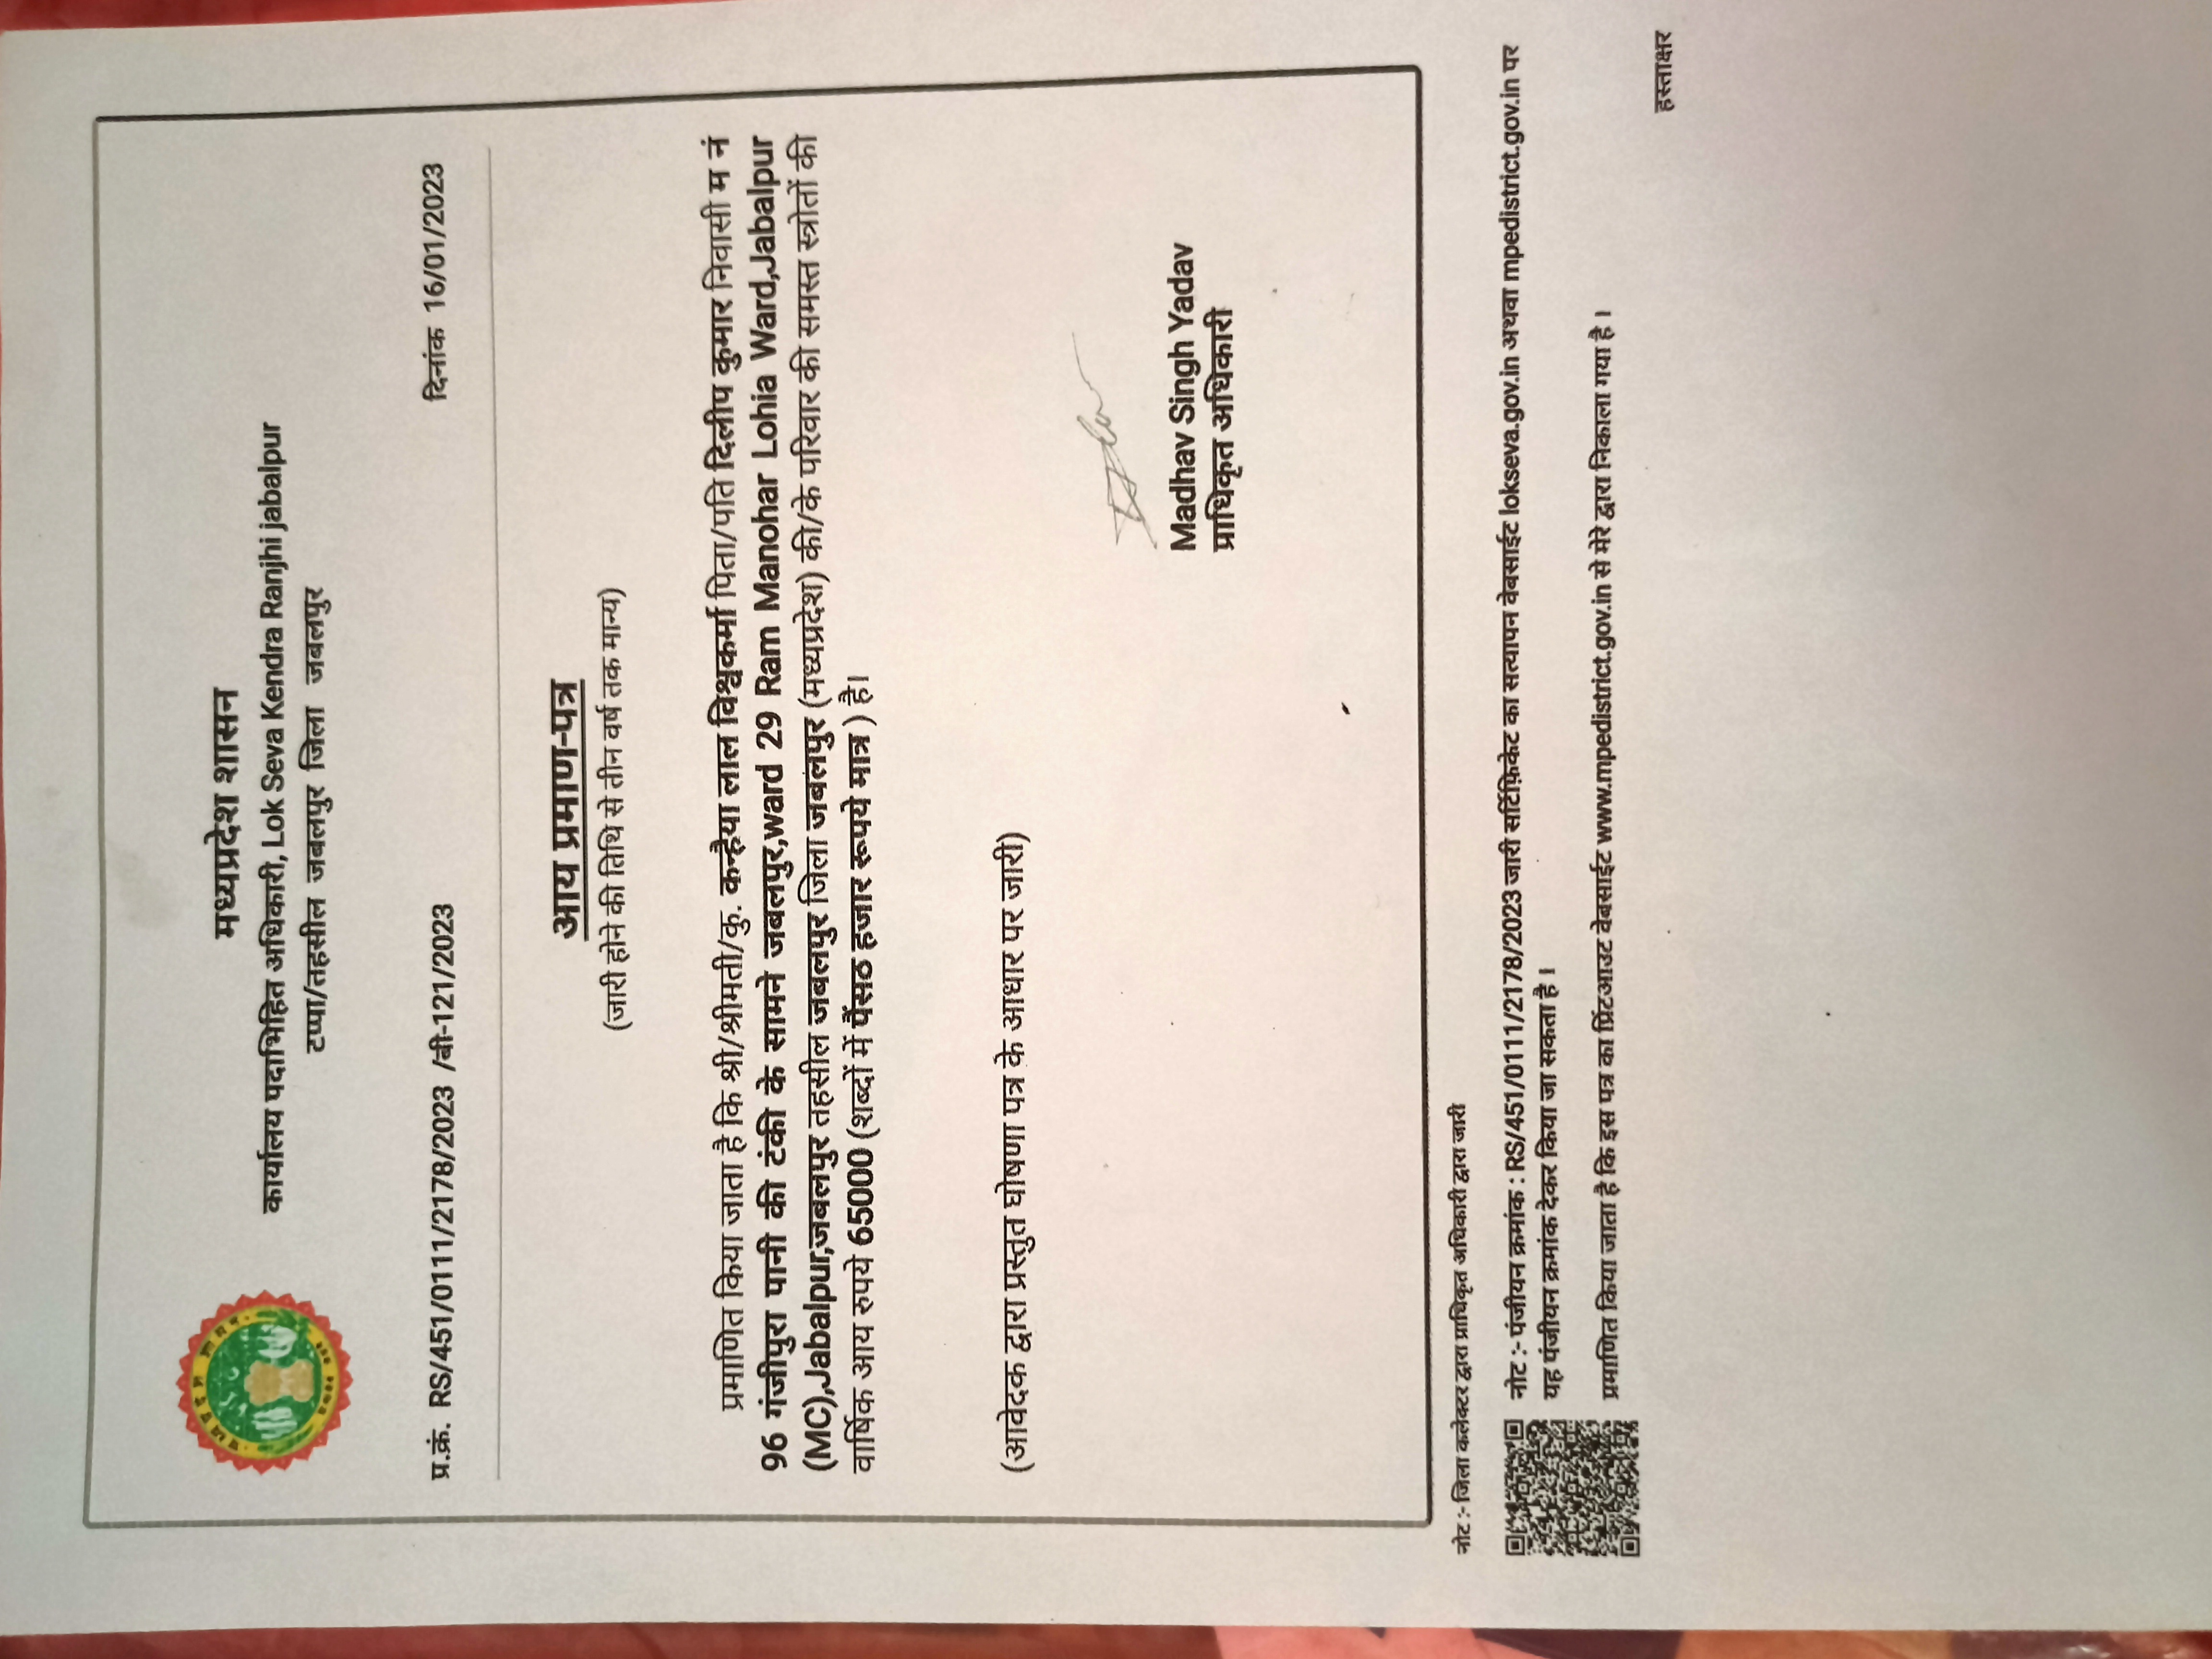 मध्यप्रदेश शासन
कार्यालय पदाभिहित अधिकारी, Lok Seva Kendra Ranjhi jabalpur
टप्पा/तहसील जबलपुर जिला जबलपुर
प्र.क्रं. RS/451/0111/2178/2023 /बी-121/2023
दिनांक 16/01/2023
आय प्रमाण-पत्र
(जारी होने की तिथि से तीन वर्ष तक मान्य)
प्रमाणित किया जाता है कि श्री/श्रीमती/कु. कन्हैया लाल विश्वकर्मा पिता/पति दिलीप कुमार निवासी म नं
96 गंजीपुरा पानी की टंकी के सामने जबलपुर,ward 29 Ram Manohar Lohia Ward,Jabalpur
(MC),Jabalpur,जबलपुर तहसील जबलपुर जिला जबलपुर (मध्यप्रदेश) की/के परिवार की समस्त स्त्रोतों की
वार्षिक आय रुपये 65000 (शब्दों में पैंसठ हजार रूपये मात्र ) है।
(आवेदक द्वारा प्रस्तुत घोषणा पत्र के आधार पर जारी)
Madhav Singh Yadav
प्राधिकृत अधिकारी
नोट :- जिला कलेक्टर द्वारा प्राधिकृत अधिकारी द्वारा जारी
नोट :- पंजीयन क्रमांक : RS/451/0111/2178/2023 जारी सर्टिफ़िकेट का सत्यापन वेबसाईट lokseva.gov.in अथवा mpedistrict.gov.in पर
यह पंजीयन क्रमांक देकर किया जा सकता है ।
प्रमाणित किया जाता है कि इस पत्र का प्रिंटआउट वेबसाईट www.mpedistrict.gov.in से मेरे द्वारा निकाला गया है ।
हस्ताक्षर